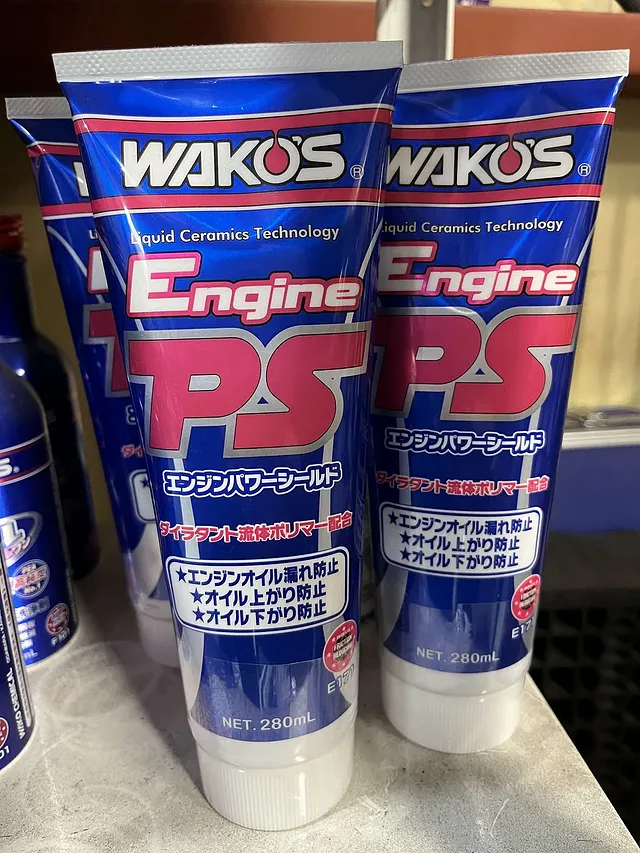 WAKO'S®
Liquid Ceramics Technology
Engine
PS
エンジンパワーシールド
ダイラタント流体ポリマー配合
★エンジンオイル漏れ防止
★オイル上がり防止
★オイル下がり防止
NET. 280mL
WAKO'S®
Liquid Ceramics Technology
Engine
PS
エンジンパワーシールド
ダイラタント流体ポリマー配合
★エンジンオイル漏れ防止
★オイル上がり防止
★オイル下がり防止
NET. 280mL